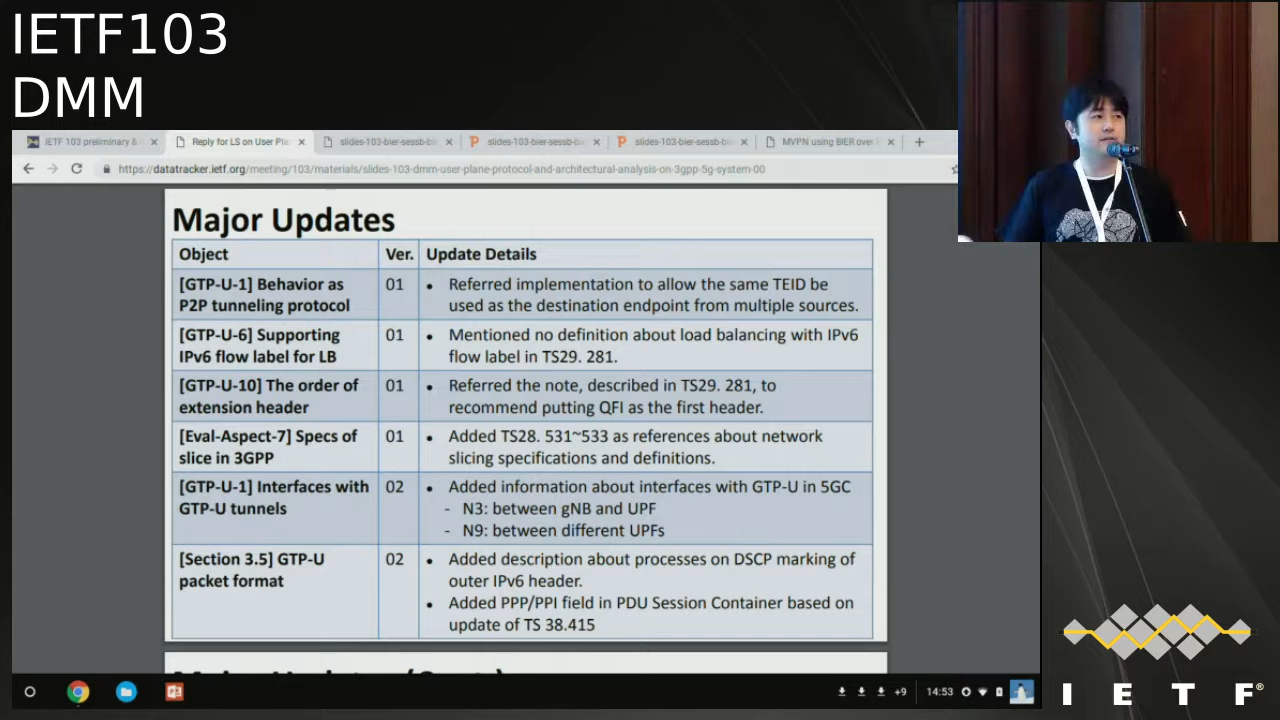 IETF103
DMM
IETF 103 preliminary &
Reply for LS on User Pla
slides-103-bier-sessb-bi
slides-103-bier-sessb-bi
slides-103-bier-sessb-bi
MVPN using BIER over
https://datatracker.ietf.org/meeting/103/materials/slides-103-dmm-user-plane-protocol-and-architectural-analysis-on-3gpp-5g-system-00
Major Updates
Object Ver. Update Details
[GTP-U-1] Behavior as
P2P tunneling protocol
01
• Referred implementation to allow the same TEID be
used as the destination endpoint from multiple sources.
[GTP-U-6] Supporting
IPv6 flow label for LB
01
• Mentioned no definition about load balancing with IPv6
flow label in TS29. 281.
[GTP-U-10] The order of
extension header
01
• Referred the note, described in TS29. 281, to
recommend putting QFI as the first header.
[Eval-Aspect-7] Specs of
slice in 3GPP
01
• Added TS28. 531~533 as references about network
slicing specifications and definitions.
[GTP-U-1] Interfaces with
GTP-U tunnels
02
• Added information about interfaces with GTP-U in 5GC
- N3: between gNB and UPF
- N9: between different UPFs
[Section 3.5] GTP-U
packet format
02
• Added description about processes on DSCP marking of
outer IPv6 header.
• Added PPP/PPI field in PDU Session Container based on
update of TS 38.415
+9 14:53
I E T F®